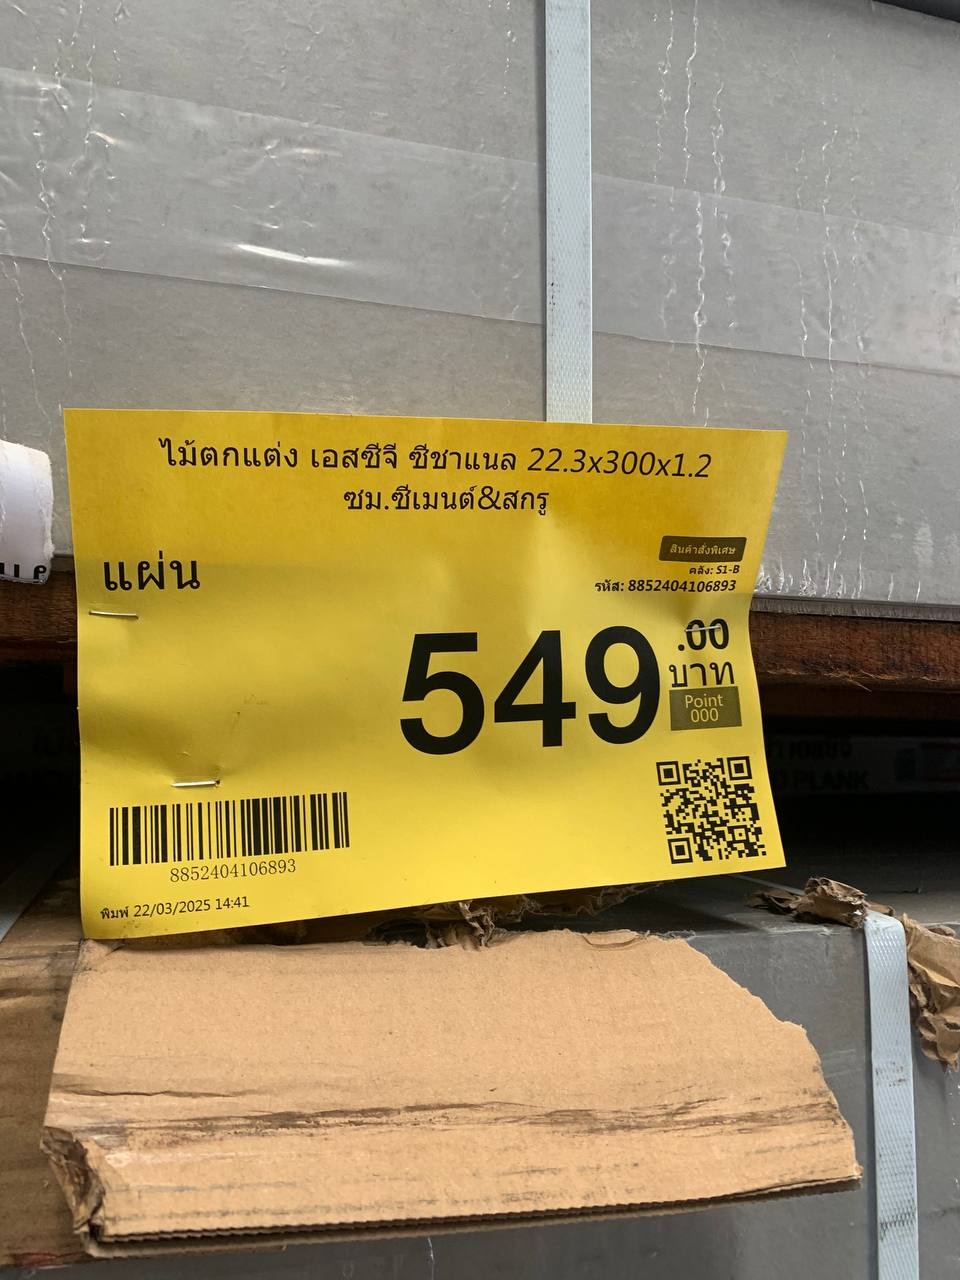 ไม้ตกแต่ง เอสซีจี ซีชาแนล 22.3x300x1.2
ซม.ซีเมนต์&สกรู
สินค้าสั่งพิเศษ
คลัง: S1-B
แผ่น
รหัส: 8852404106893
549.00
บาท
Point
000
PLANK
8852404106893
พิมพ์ 22/03/2025 14:41